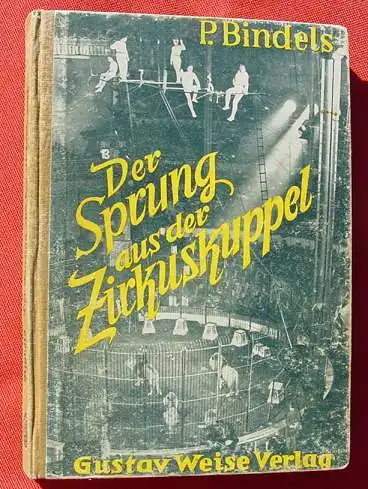 P. Bindels
Der
Sprung
aus der
Zirkuskuppel
Gustav Weise Verlag